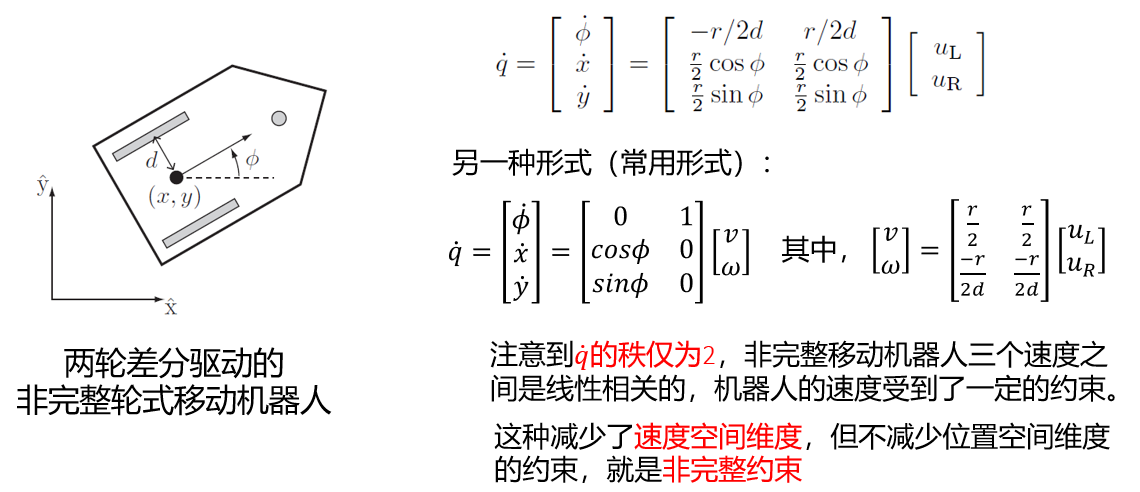 ŷ
d
ϕ
(x, y)
x̂
两轮差分驱动的
非完整轮式移动机器人
q̇ = [ϕ̇; ẋ; ẏ] = [−r/2d  r/2d; r/2 cos ϕ  r/2 cos ϕ; r/2 sin ϕ  r/2 sin ϕ] [u_L; u_R]
另一种形式（常用形式）：
q̇ = [ϕ̇; ẋ; ẏ] = [0  1; cosϕ  0; sinϕ  0] [v; ω]  其中，[v; ω] = [r/2  r/2; −r/2d  −r/2d] [u_L; u_R]
注意到q̇的秩仅为2，非完整移动机器人三个速度之
间是线性相关的，机器人的速度受到了一定的约束。
这种减少了速度空间维度，但不减少位置空间维度
的约束，就是非完整约束